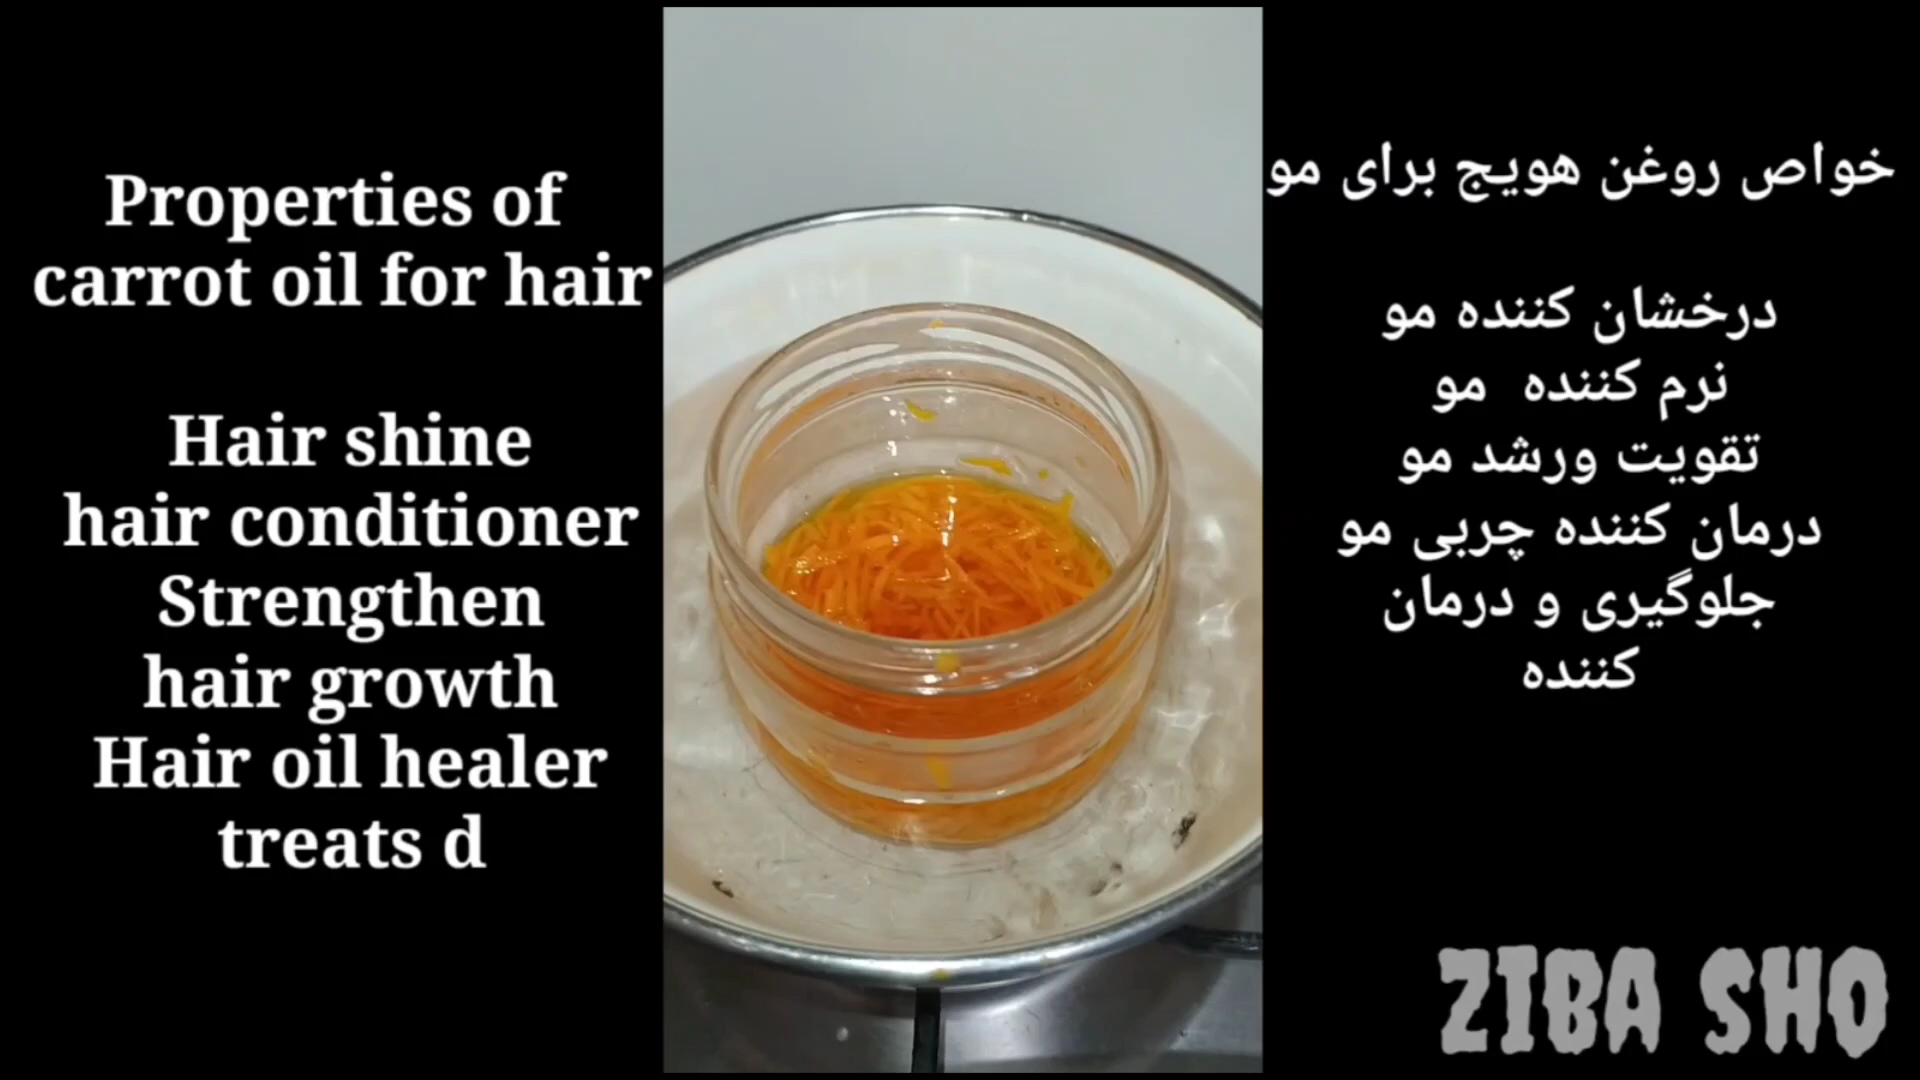 Properties of
carrot oil for hair
Hair shine
hair conditioner
Strengthen
hair growth
Hair oil healer
treats d
خواص روغن هویج برای مو
درخشان کننده مو
نرم کننده مو
تقویت ورشد مو
درمان کننده چربی مو
جلوگیری و درمان
کننده
ZIBA SHO